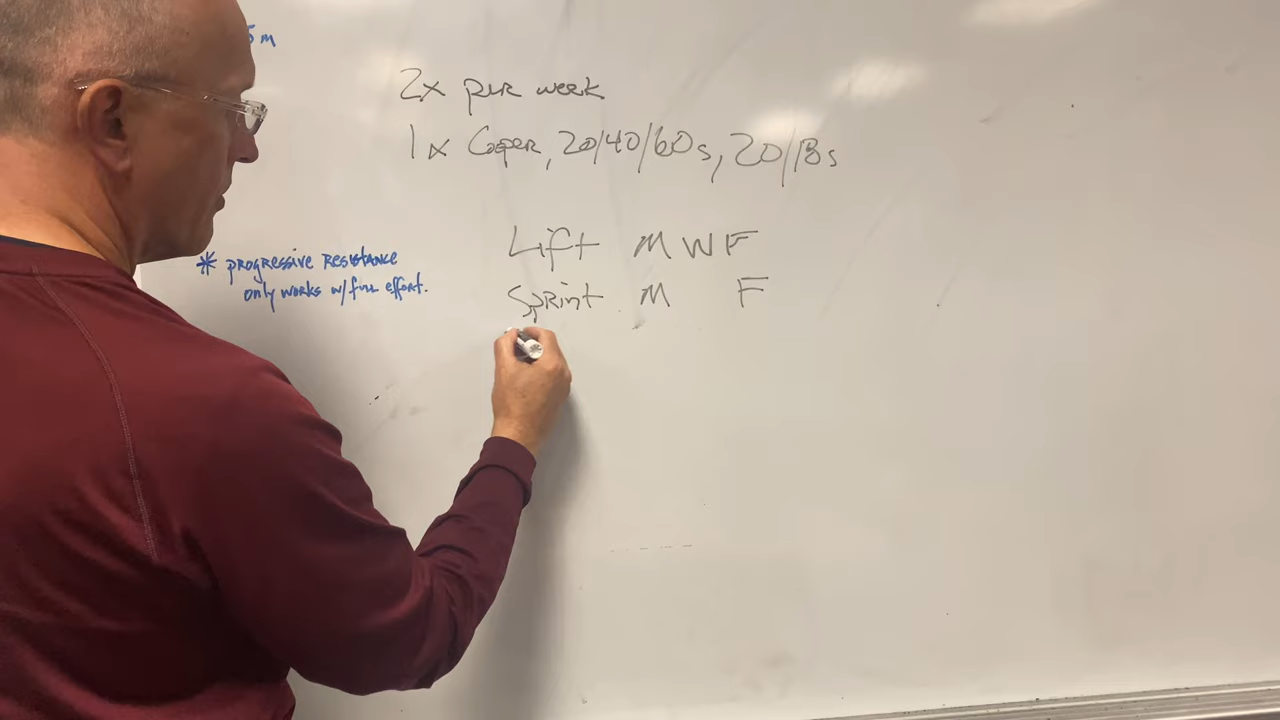 m
2x per week
1x Cooper, 20/40/60s, 20//18s
Lift M W F
* progressive resistance
only works w/full effort.
Sprint M F